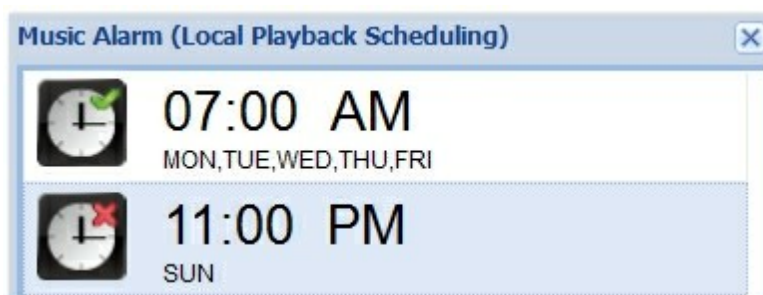 Music Alarm (Local Playback Scheduling)
07:00 AM
MON,TUE,WED,THU,FRI
11:00 PM
SUN